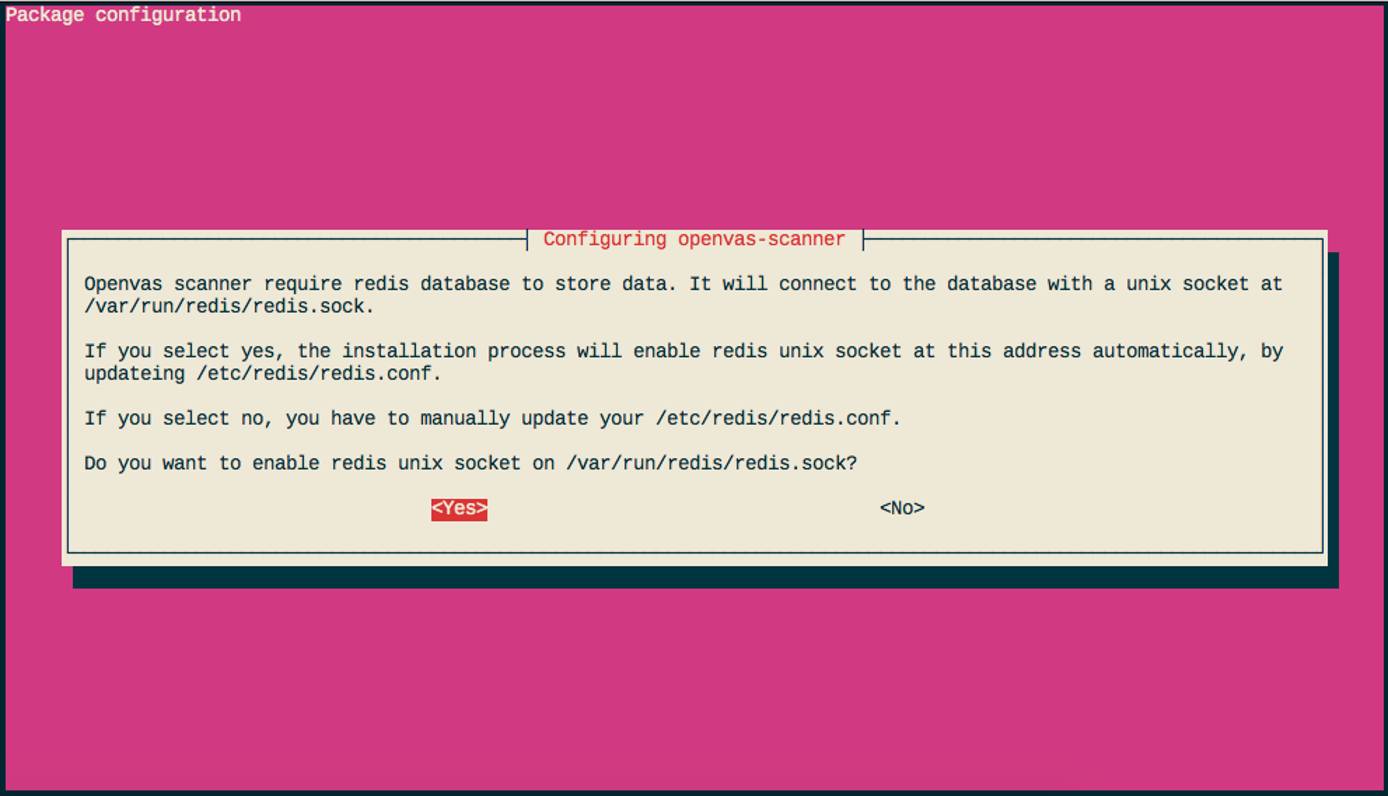 Package configuration
Configuring openvas-scanner
Openvas scanner require redis database to store data. It will connect to the database with a unix socket at
/var/run/redis/redis.sock.
If you select yes, the installation process will enable redis unix socket at this address automatically, by
updateing /etc/redis/redis.conf.
If you select no, you have to manually update your /etc/redis/redis.conf.
Do you want to enable redis unix socket on /var/run/redis/redis.sock?
<Yes> <No>